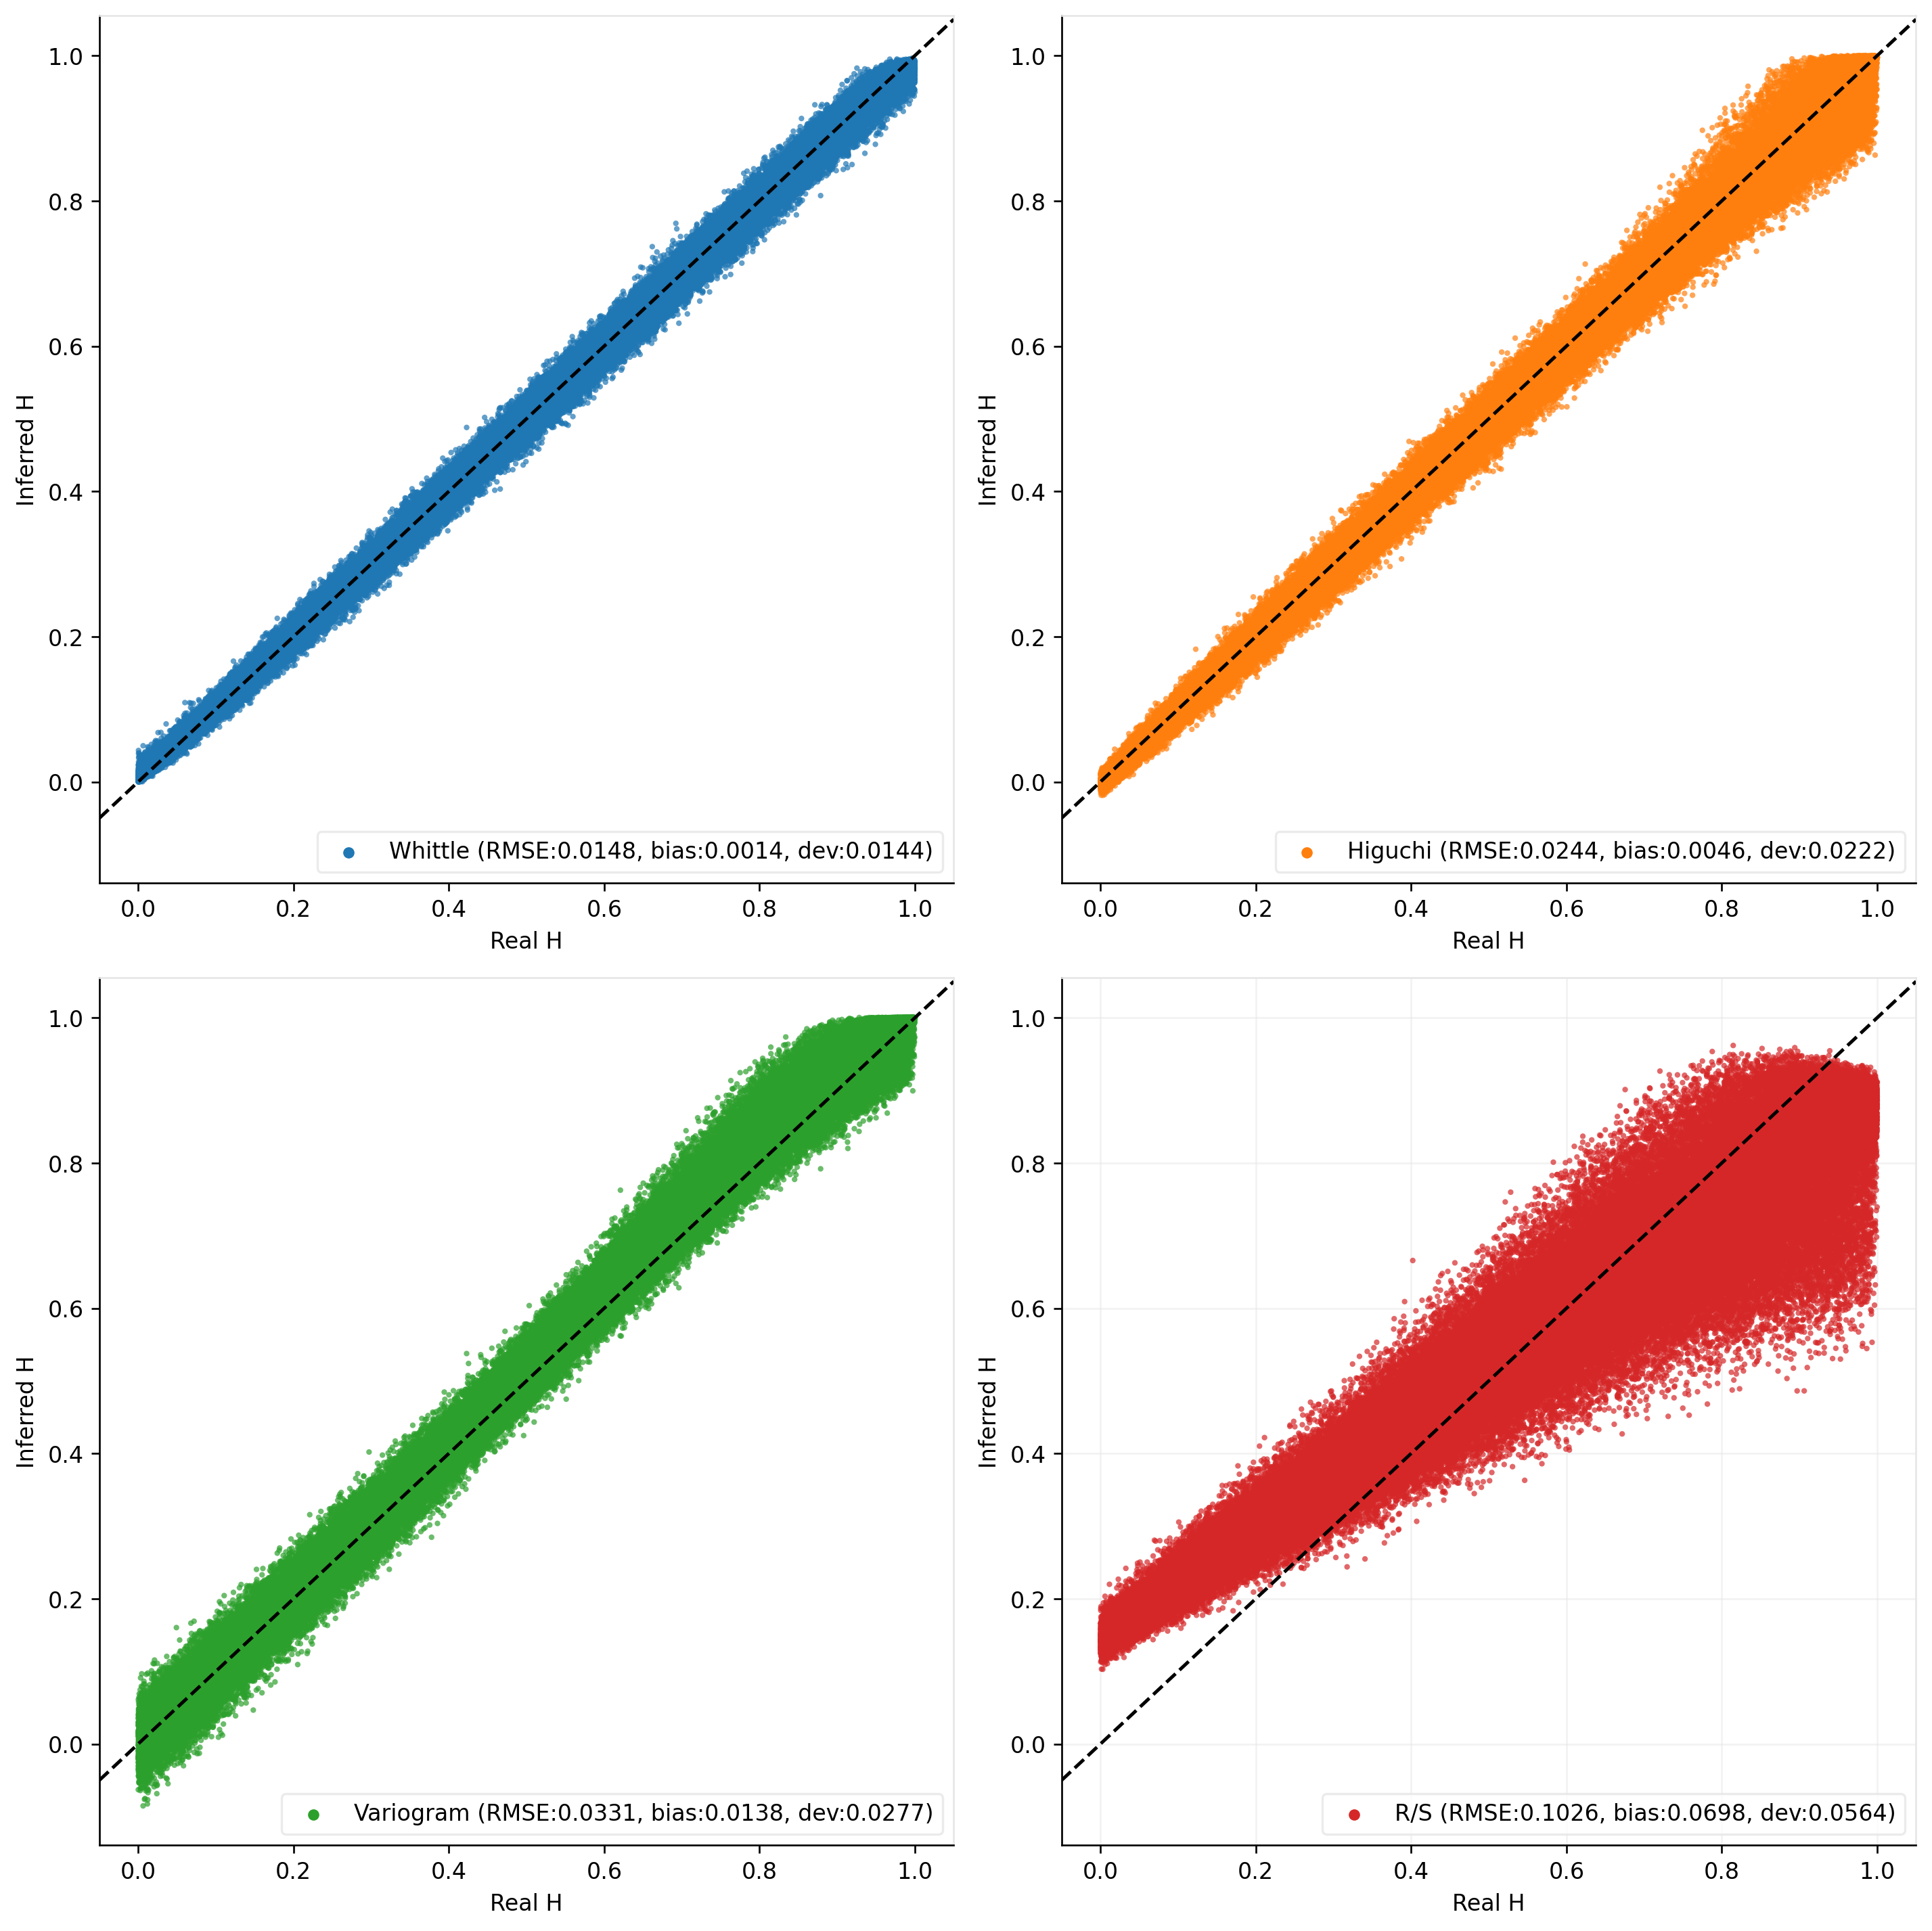 1.0
0.8
0.6
0.4
0.2
0.0
Inferred H
Whittle (RMSE:0.0148, bias:0.0014, dev:0.0144)
0.0 0.2 0.4 0.6 0.8 1.0
Real H
1.0
0.8
0.6
0.4
0.2
0.0
Inferred H
Higuchi (RMSE:0.0244, bias:0.0046, dev:0.0222)
0.0 0.2 0.4 0.6 0.8 1.0
Real H
1.0
0.8
0.6
0.4
0.2
0.0
Inferred H
Variogram (RMSE:0.0331, bias:0.0138, dev:0.0277)
0.0 0.2 0.4 0.6 0.8 1.0
Real H
1.0
0.8
0.6
0.4
0.2
0.0
Inferred H
R/S (RMSE:0.1026, bias:0.0698, dev:0.0564)
0.0 0.2 0.4 0.6 0.8 1.0
Real H